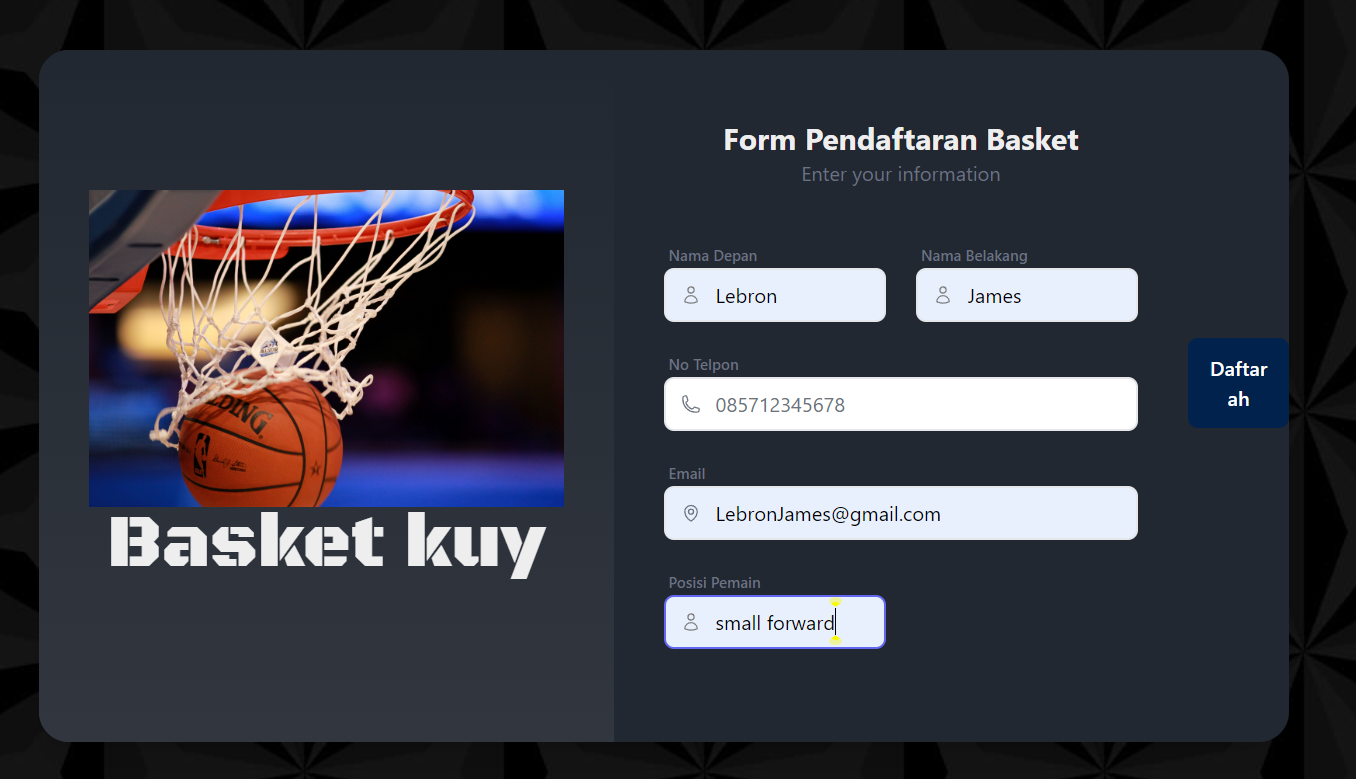 Form Pendaftaran Basket
Enter your information
Nama Depan
Nama Belakang
Lebron
James
No Telpon
085712345678
Daftar
ah
Email
LebronJames@gmail.com
Posisi Pemain
small forward
DING
Basket kuy